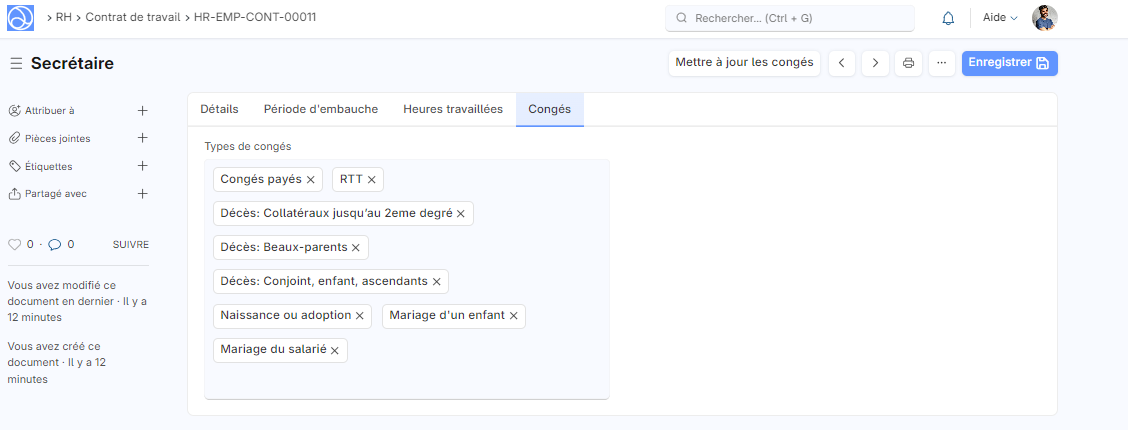 RH > Contrat de travail > HR-EMP-CONT-00011
Rechercher... (Ctrl + G)
Aide
Secrétaire
Mettre à jour les congés
Enregistrer
Attribuer à
Pièces jointes
Étiquettes
Partagé avec
0 · 0 SUIVRE
Vous avez modifié ce
document en dernier · Il y a
12 minutes
Vous avez créé ce
document · Il y a 12
minutes
Détails Période d'embauche Heures travaillées Congés
Types de congés
Congés payés RTT
Décès: Collatéraux jusqu'au 2eme degré
Décès: Beaux-parents
Décès: Conjoint, enfant, ascendants
Naissance ou adoption Mariage d'un enfant
Mariage du salarié